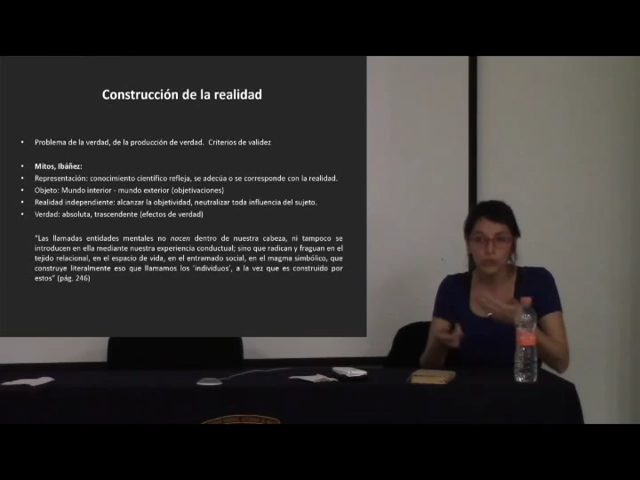 Construcción de la realidad
• Problema de la verdad, de la producción de verdad. Criterios de validez
• Mitos, Ibáñez:
• Representación: conocimiento científico refleja, se adecúa o se corresponde con la realidad.
• Objeto: Mundo interior - mundo exterior (objetivaciones)
• Realidad independiente: alcanzar la objetividad, neutralizar toda influencia del sujeto.
• Verdad: absoluta, trascendente (efectos de verdad)
"Las llamadas entidades mentales no nacen dentro de nuestra cabeza, ni tampoco se
introducen en ella mediante nuestra experiencia conductual; sino que radican y fraguan en el
tejido relacional, en el espacio de vida, en el entramado social, en el magma simbólico, que
construye literalmente eso que llamamos los 'individuos', a la vez que es construido por
estos" (pág. 246)